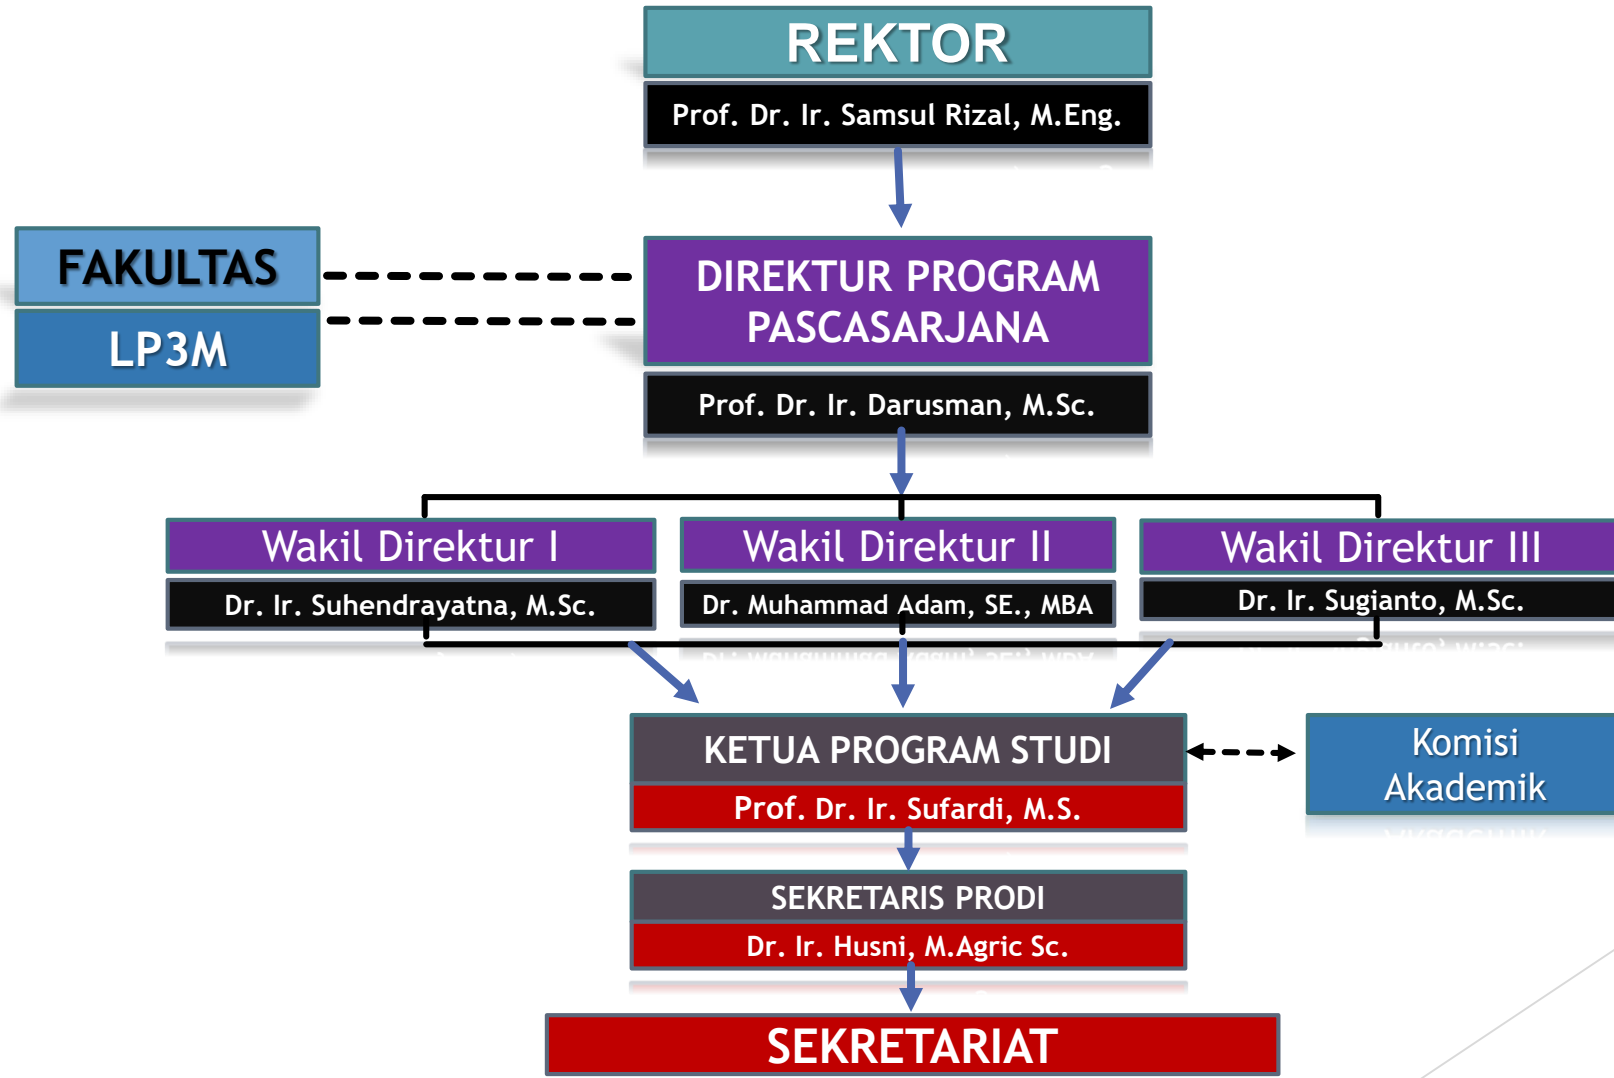 REKTOR
Prof. Dr. Ir. Samsul Rizal, M.Eng.
FAKULTAS
LP3M
DIREKTUR PROGRAM
PASCASARJANA
Prof. Dr. Ir. Darusman, M.Sc.
Wakil Direktur I
Dr. Ir. Suhendrayatna, M.Sc.
Wakil Direktur II
Dr. Muhammad Adam, SE., MBA
Wakil Direktur III
Dr. Ir. Sugianto, M.Sc.
KETUA PROGRAM STUDI
Prof. Dr. Ir. Sufardi, M.S.
Komisi
Akademik
SEKRETARIS PRODI
Dr. Ir. Husni, M.Agric Sc.
SEKRETARIAT